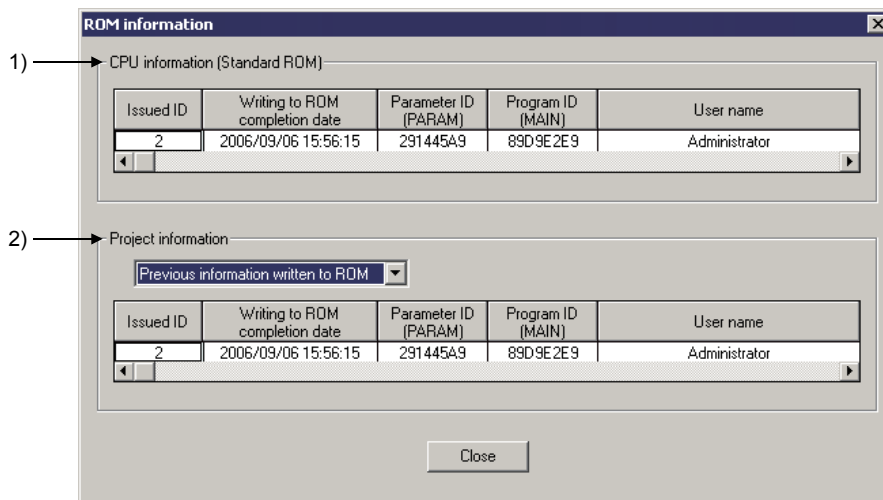 ROM information
1)
CPU information (Standard ROM)
Issued ID
Writing to ROM
completion date
Parameter ID
(PARAM)
Program ID
(MAIN)
User name
2
2006/09/06 15:56:15
291445A9
89D9E2E9
Administrator
2)
Project information
Previous information written to ROM
Issued ID
Writing to ROM
completion date
Parameter ID
(PARAM)
Program ID
(MAIN)
User name
2
2006/09/06 15:56:15
291445A9
89D9E2E9
Administrator
Close